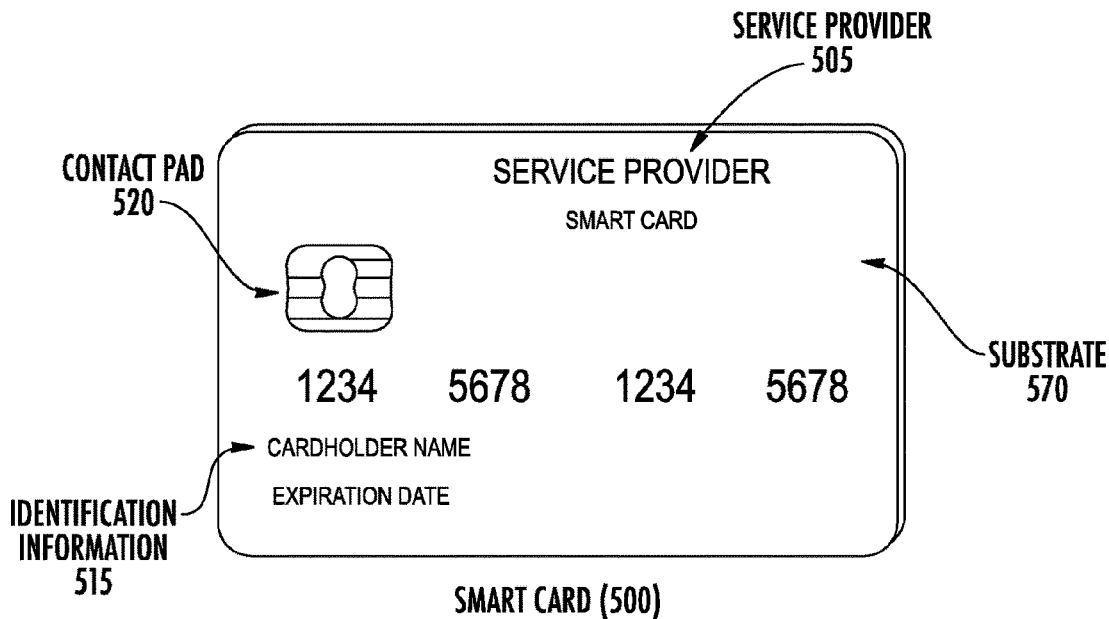 SERVICE PROVIDER
505
CONTACT PAD
520
SERVICE PROVIDER
SMART CARD
SUBSTRATE
570
1234 5678 1234 5678
CARDHOLDER NAME
EXPIRATION DATE
IDENTIFICATION
INFORMATION
515
SMART CARD (500)